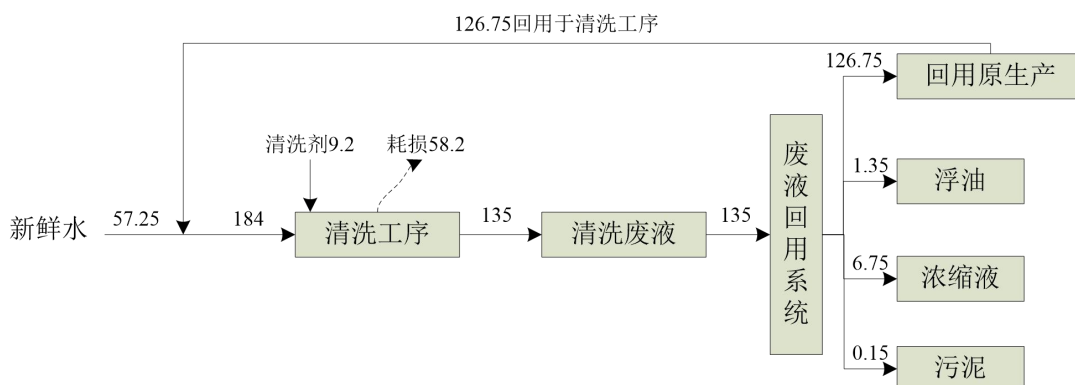 126.75回用于清洗工序
126.75
回用原生产
清洗剂9.2
耗损58.2
废液回用系统
1.35
浮油
新鲜水
57.25
184
清洗工序
135
清洗废液
135
6.75
浓缩液
0.15
污泥